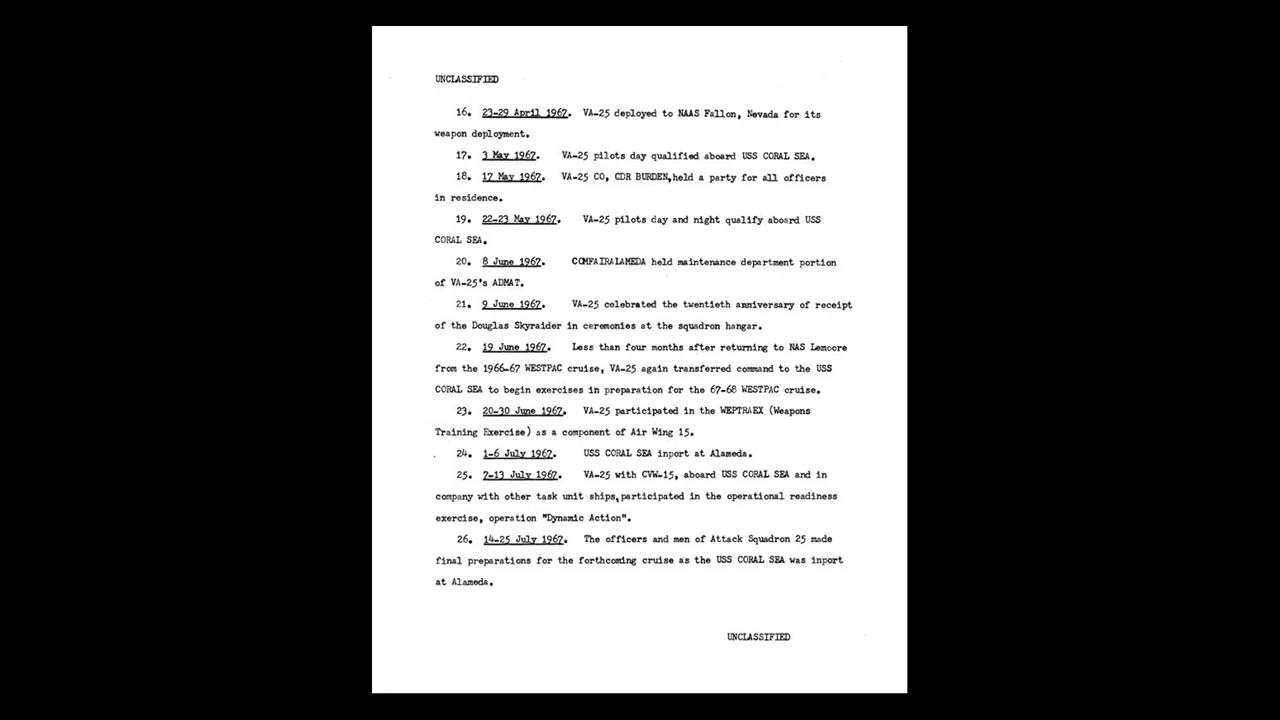 UNCLASSIFIED
16. 23-29 April 1967. VA-25 deployed to NAAS Fallon, Nevada for its
weapon deployment.
17. 3 May 1967. VA-25 pilots day qualified aboard USS CORAL SEA.
18. 17 May 1967. VA-25 CO, CDR BURDEN,held a party for all officers
in residence.
19. 22-23 May 1967. VA-25 pilots day and night qualify aboard USS
CORAL SEA.
20. 8 June 1967. COMFAIRALAMEDA held maintenance department portion
of VA-25's ADMAT.
21. 9 June 1967. VA-25 celebrated the twentieth anniversary of receipt
of the Douglas Skyraider in ceremonies at the squadron hangar.
22. 19 June 1967. Less than four months after returning to NAS Lemoore
from the 1966-67 WESTPAC cruise, VA-25 again transferred command to the USS
CORAL SEA to begin exercises in preparation for the 67-68 WESTPAC cruise.
23. 20-30 June 1967. VA-25 participated in the WEPTRAEX (Weapons
Training Exercise) as a component of Air Wing 15.
24. 1-6 July 1967. USS CORAL SEA inport at Alameda.
25. 7-13 July 1967. VA-25 with CVW-15, aboard USS CORAL SEA and in
company with other task unit ships,participated in the operational readiness
exercise, operation "Dynamic Action".
26. 14-25 July 1967. The officers and men of Attack Squadron 25 made
final preparations for the forthcoming cruise as the USS CORAL SEA was inport
at Alameda.
UNCLASSIFIED